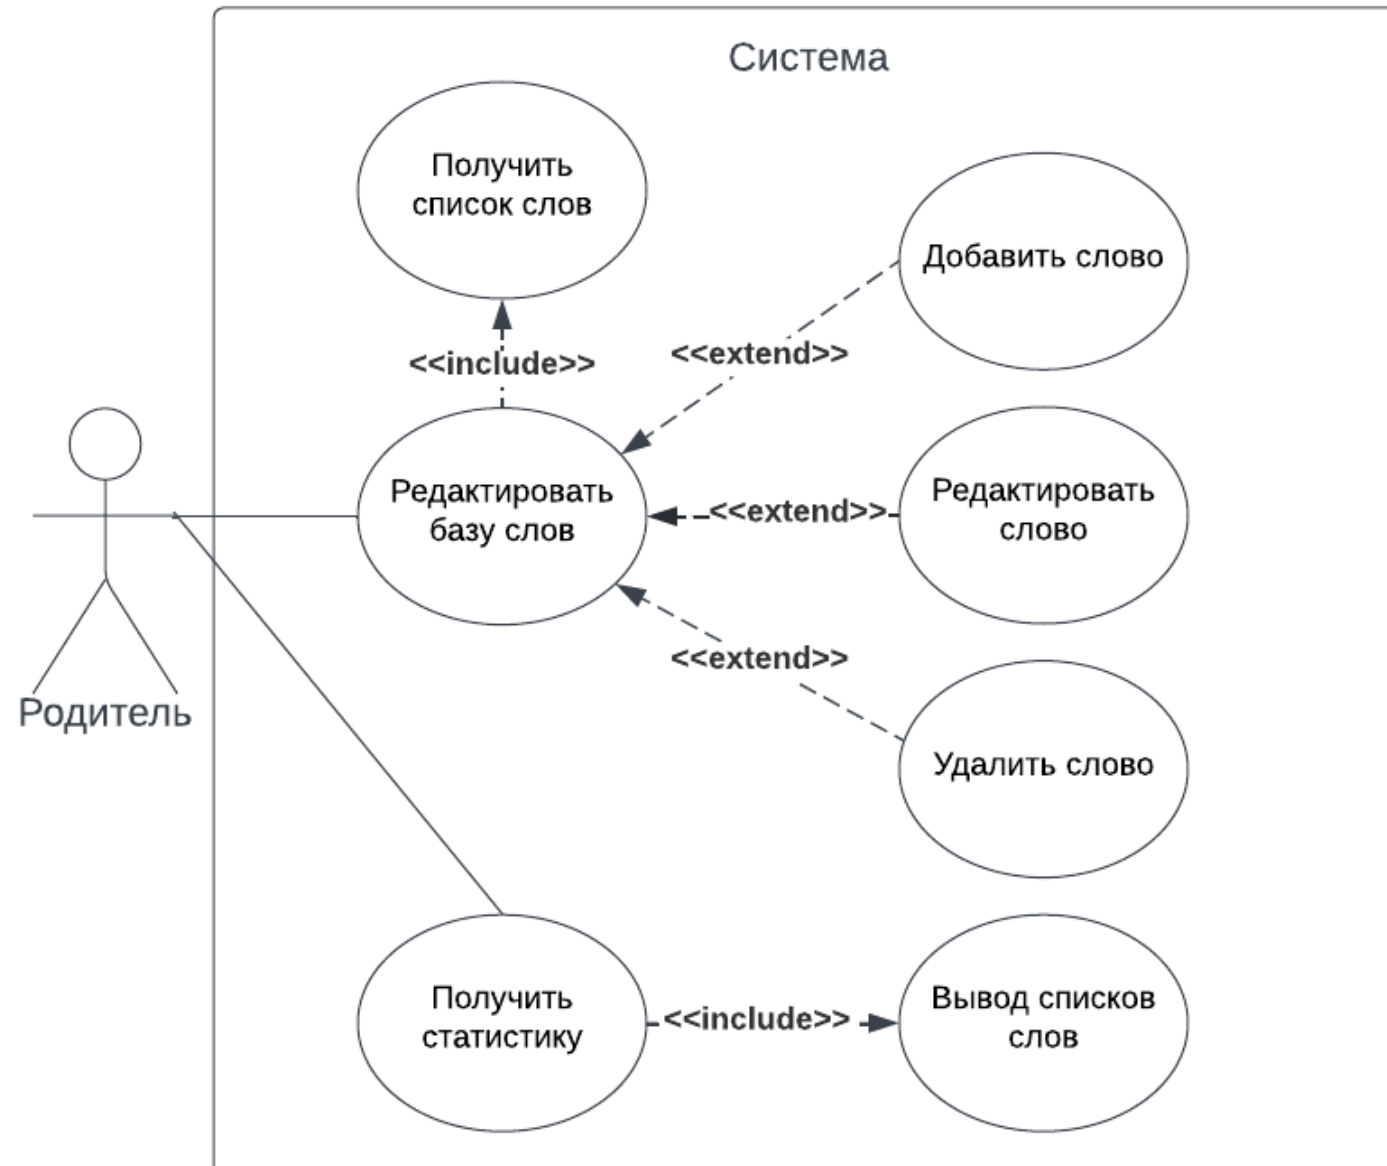 Система
Получить
список слов
Добавить слово
<<extend>>
<<include>>
Редактировать
базу слов
<<extend>>
Редактировать
слово
<<extend>>
Родитель
Удалить слово
Получить
статистику
<<include>>
Вывод списков
слов